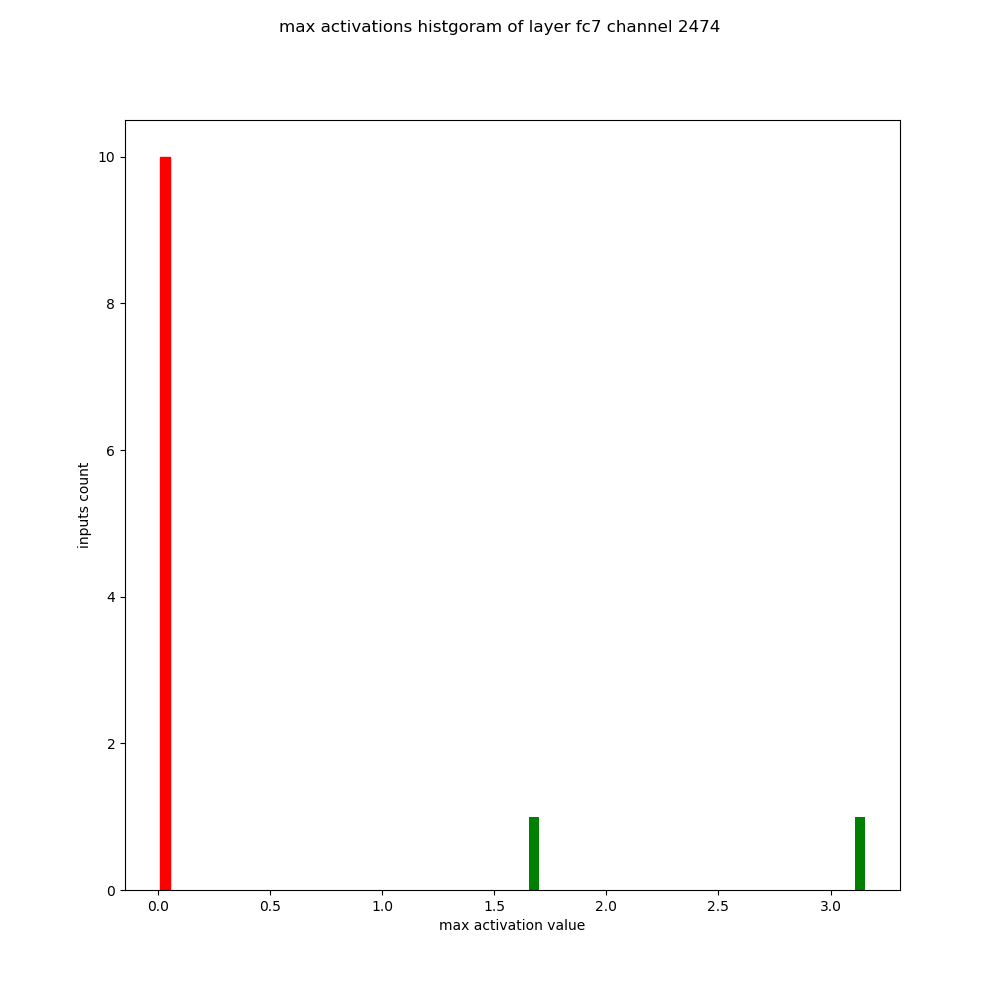 max activations histgoram of layer fc7 channel 2474
10
8
6
4
2
0
inputs count
0.0 0.5 1.0 1.5 2.0 2.5 3.0
max activation value